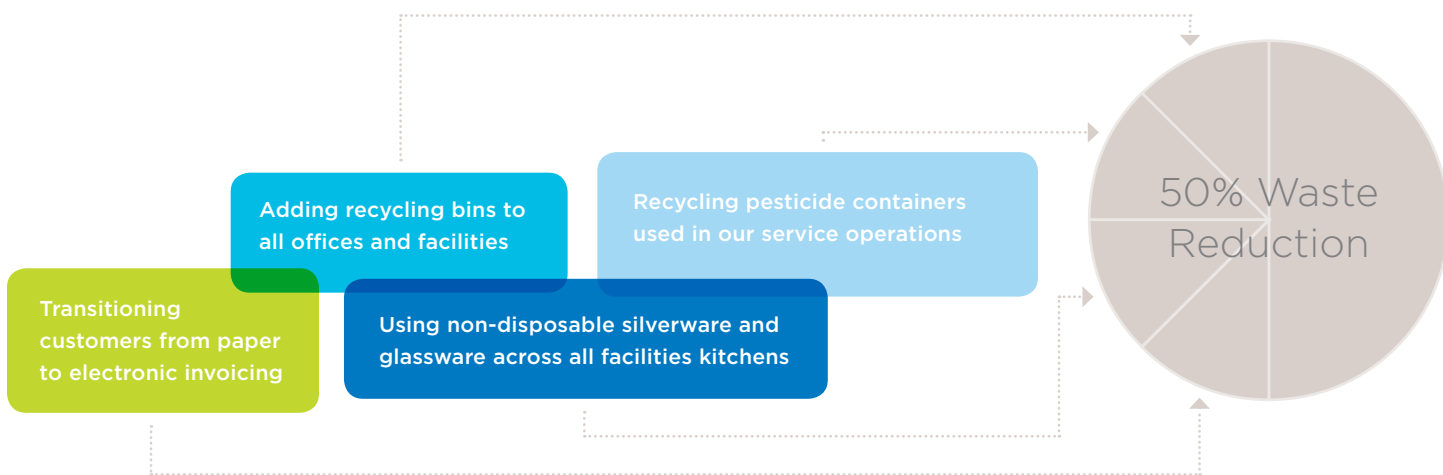 Adding recycling bins to
all offices and facilities
Recycling pesticide containers
used in our service operations
50% Waste
Reduction
Transitioning
customers from paper
to electronic invoicing
Using non-disposable silverware and
glassware across all facilities kitchens